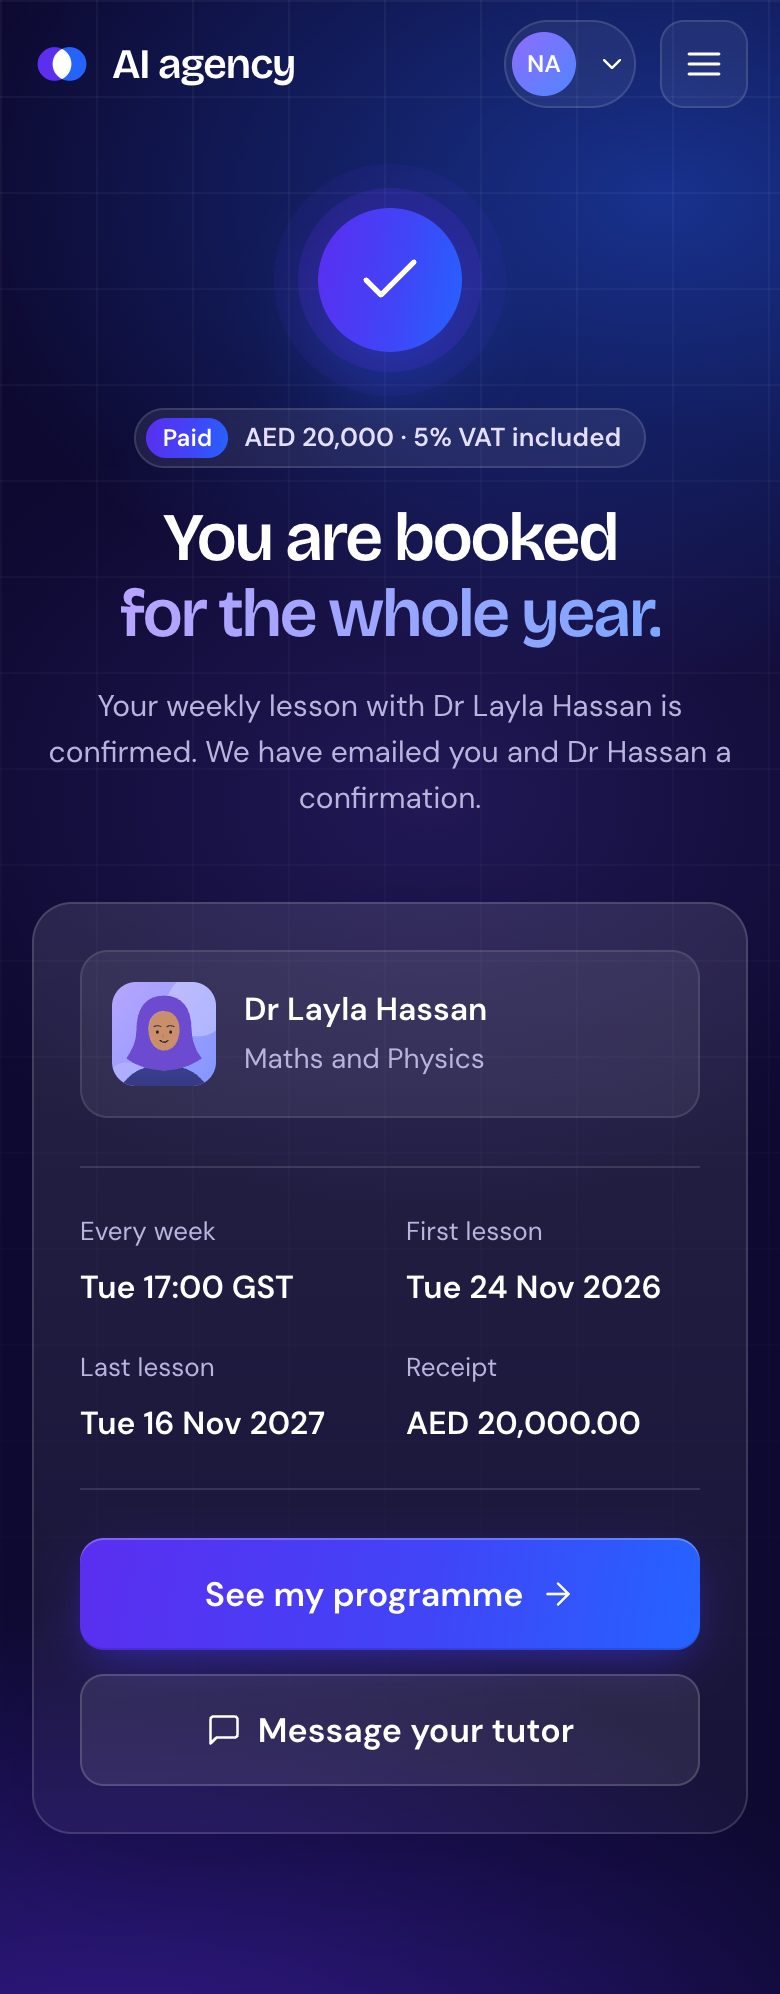 AI agency
NA
Paid
AED 20,000 · 5% VAT included
You are booked
for the whole year.
Your weekly lesson with Dr Layla Hassan is
confirmed. We have emailed you and Dr Hassan a
confirmation.
Dr Layla Hassan
Maths and Physics
Every week
Tue 17:00 GST
First lesson
Tue 24 Nov 2026
Last lesson
Tue 16 Nov 2027
Receipt
AED 20,000.00
See my programme
Message your tutor